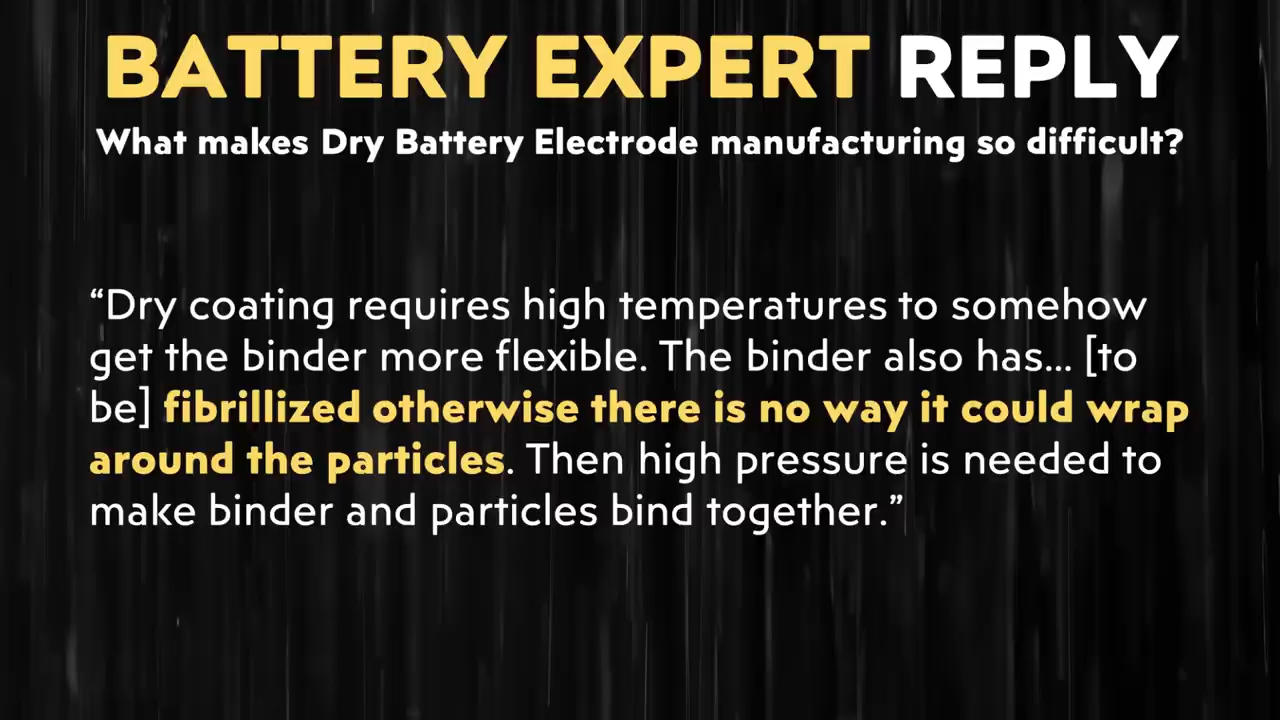 BATTERY EXPERT REPLY
What makes Dry Battery Electrode manufacturing so difficult?
“Dry coating requires high temperatures to somehow
get the binder more flexible. The binder also has... [to
be] fibrillized otherwise there is no way it could wrap
around the particles. Then high pressure is needed to
make binder and particles bind together.”